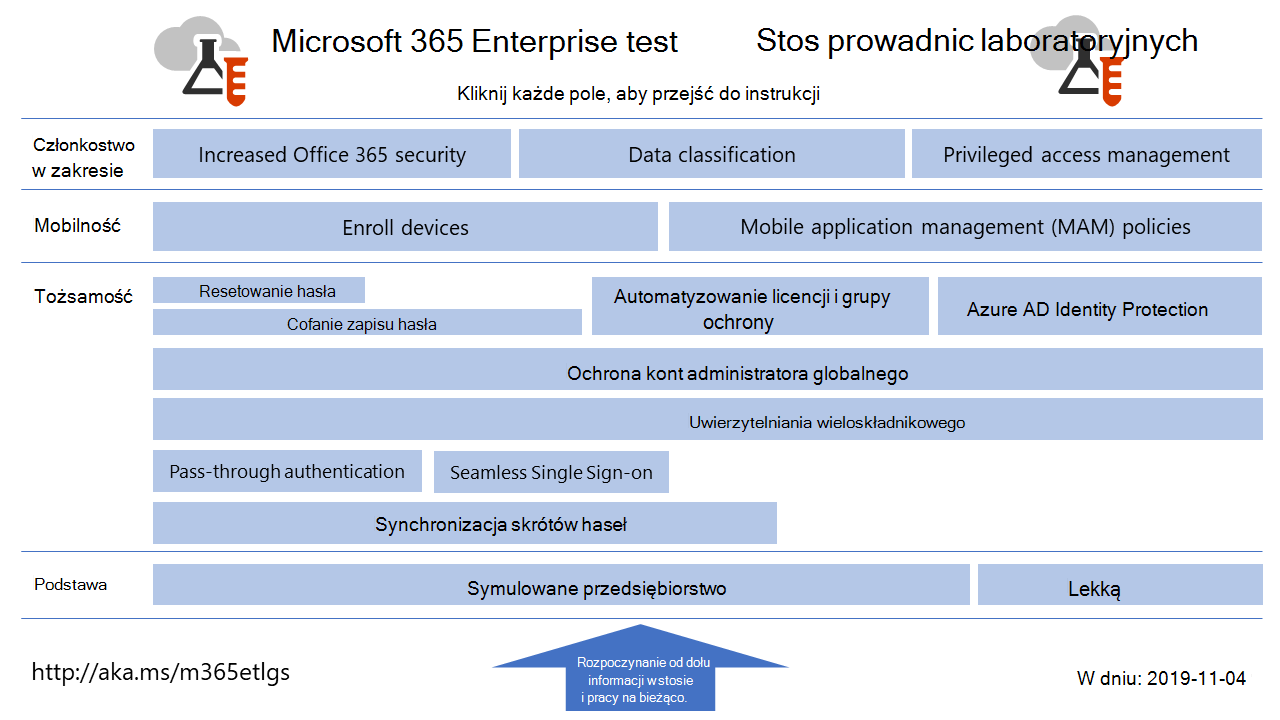 Microsoft 365 Enterprise test
Stos prowadnic laboratoryjnych
Kliknij każde pole, aby przejść do instrukcji
Członkostwo
w zakresie
Increased Office 365 security
Data classification
Privileged access management
Mobilność
Enroll devices
Mobile application management (MAM) policies
Tożsamość
Resetowanie hasła
Cofanie zapisu hasła
Automatyzowanie licencji i grupy
ochrony
Azure AD Identity Protection
Ochrona kont administratora globalnego
Uwierzytelniania wieloskładnikowego
Pass-through authentication
Seamless Single Sign-on
Synchronizacja skrótów haseł
Podstawa
Symulowane przedsiębiorstwo
Lekką
Rozpoczynanie od dołu
informacji w stosie
i pracy na bieżąco.
http://aka.ms/m365etlgs
W dniu: 2019-11-04